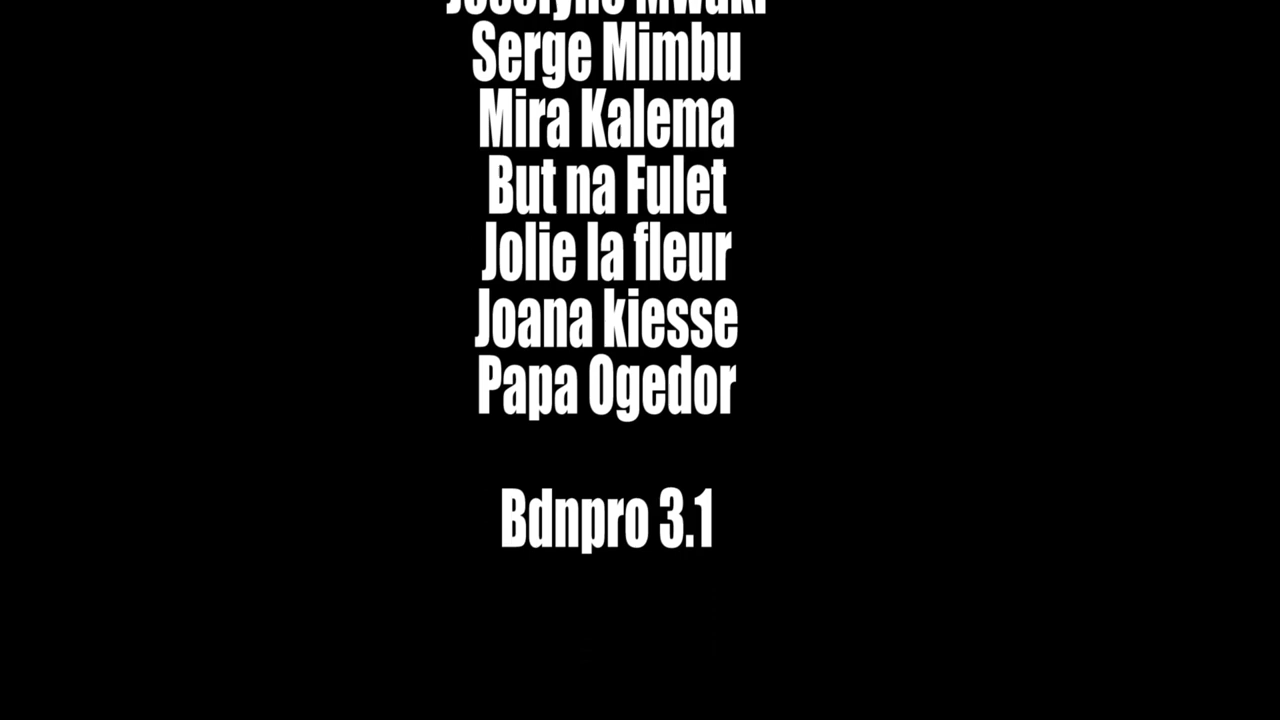 Serge Mimbu
Mira Kalema
But na Fulet
Jolie la fleur
Joana kiesse
Papa Ogedor
Bdnpro 3.1